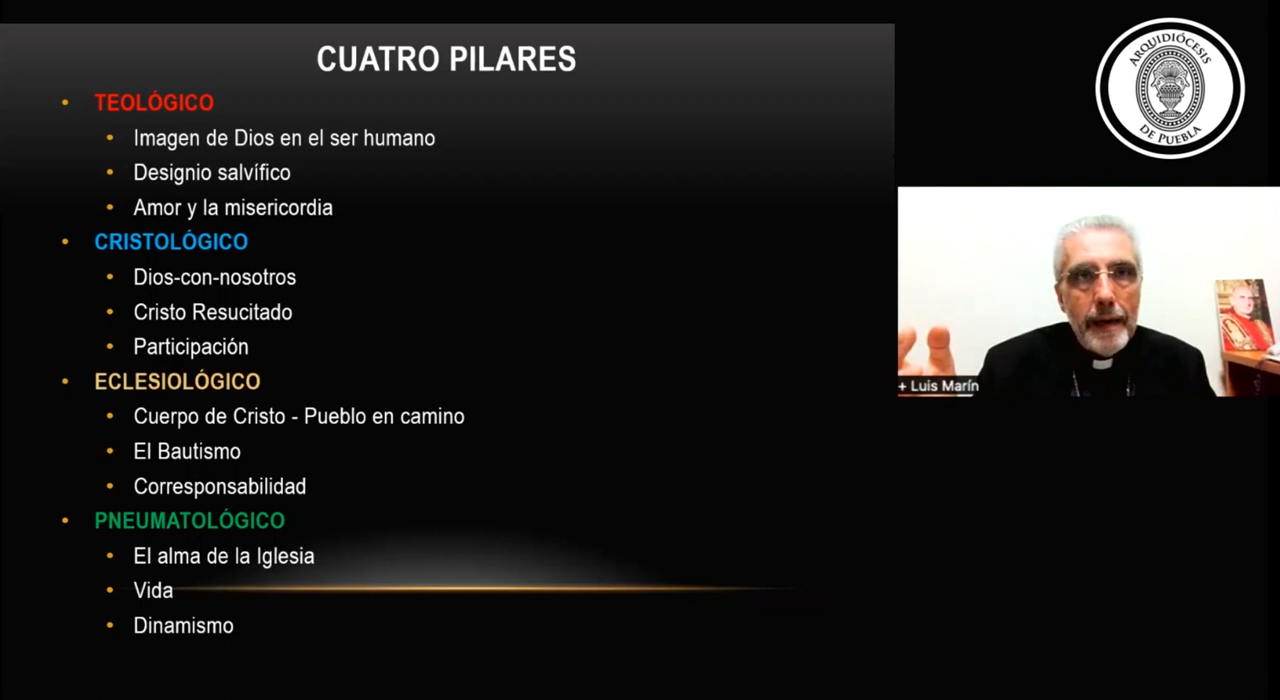 CUATRO PILARES
• TEOLÓGICO
• Imagen de Dios en el ser humano
• Designio salvífico
• Amor y la misericordia
• CRISTOLÓGICO
• Dios-con-nosotros
• Cristo Resucitado
• Participación
• ECLESIOLÓGICO
• Cuerpo de Cristo - Pueblo en camino
• El Bautismo
• Corresponsabilidad
• PNEUMATOLÓGICO
• El alma de la Iglesia
• Vida
• Dinamismo
ARQUIDIÓCESIS
DE PUEBLA
+ Luis Marín